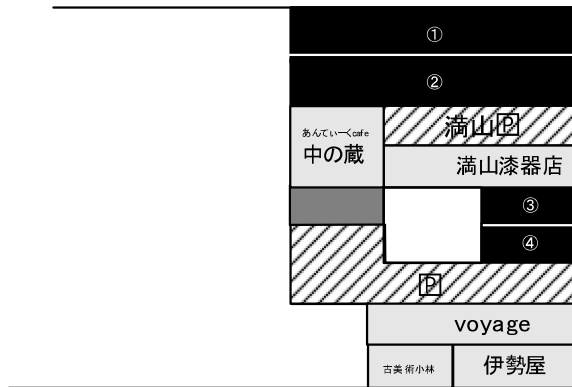 ①
②
満山P
あんてぃーくcafe
中の蔵
満山漆器店
③
④
P
voyage
古美術小林
伊勢屋